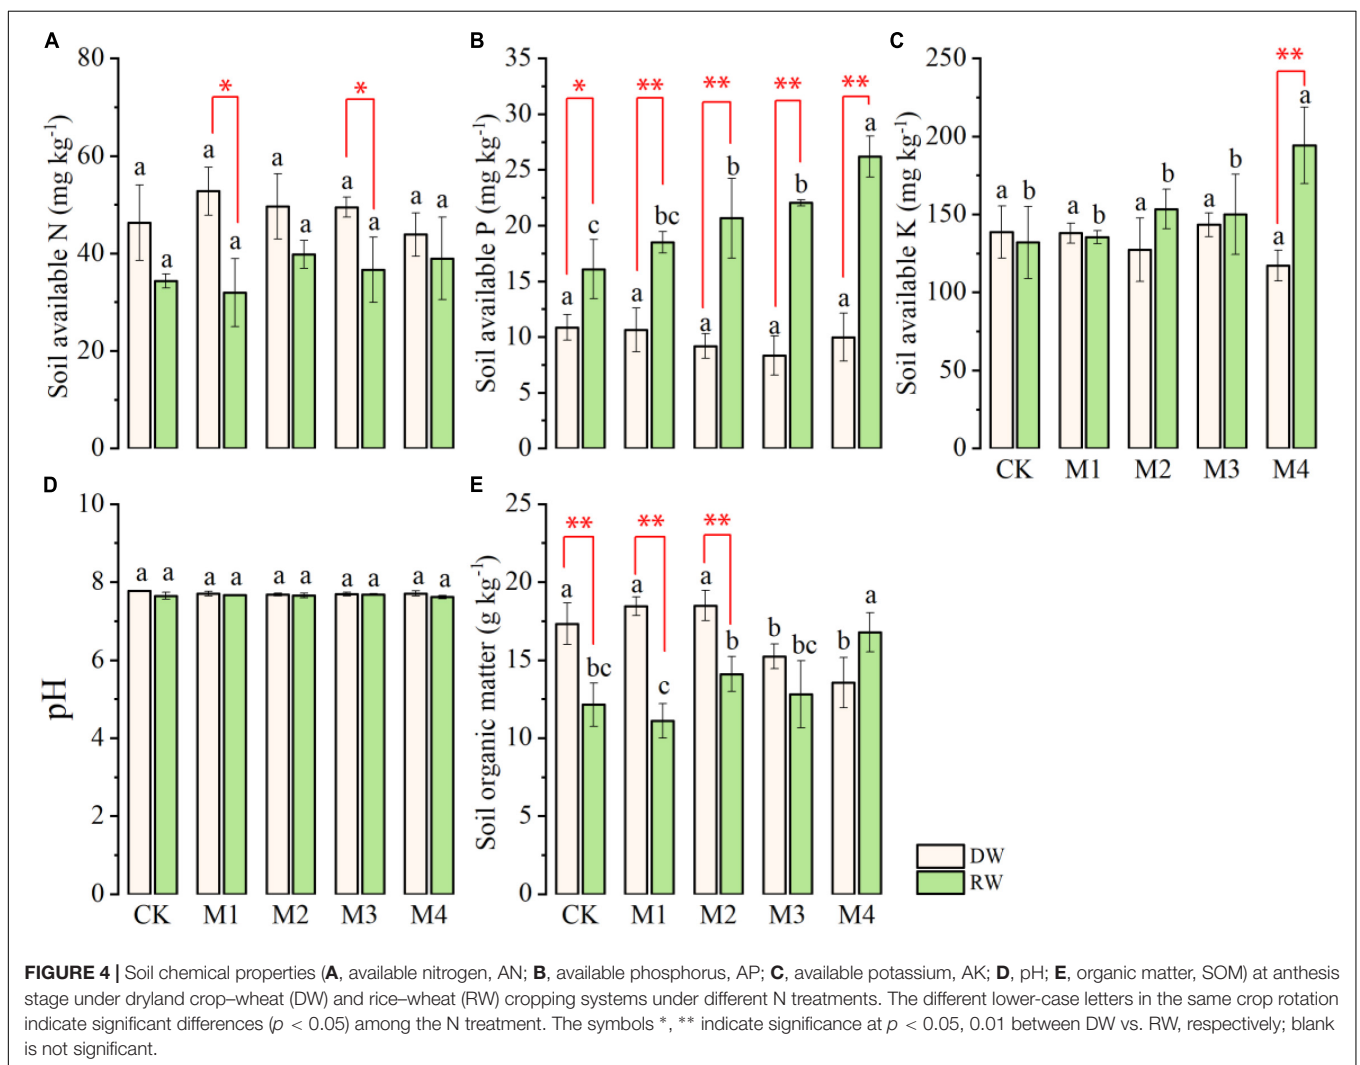 A
80
60
40
20
0
Soil available N (mg kg⁻¹)
* *
a a a a a a a a a a
B
35
30
25
20
15
10
5
0
Soil available P (mg kg⁻¹)
* ** ** ** **
a c a bc a b a b a a
C
250
200
150
100
50
0
Soil available K (mg kg⁻¹)
**
a b a b a b a b a a
CK M1 M2 M3 M4
D
10
8
6
4
2
0
pH
a a a a a a a a a a
CK M1 M2 M3 M4
E
25
20
15
10
5
0
Soil organic matter (g kg⁻¹)
** ** **
a bc a c a b b bc b a
CK M1 M2 M3 M4
DW
RW
FIGURE 4 | Soil chemical properties (A, available nitrogen, AN; B, available phosphorus, AP; C, available potassium, AK; D, pH; E, organic matter, SOM) at anthesis
stage under dryland crop–wheat (DW) and rice–wheat (RW) cropping systems under different N treatments. The different lower-case letters in the same crop rotation
indicate significant differences (p < 0.05) among the N treatment. The symbols *, ** indicate significance at p < 0.05, 0.01 between DW vs. RW, respectively; blank
is not significant.